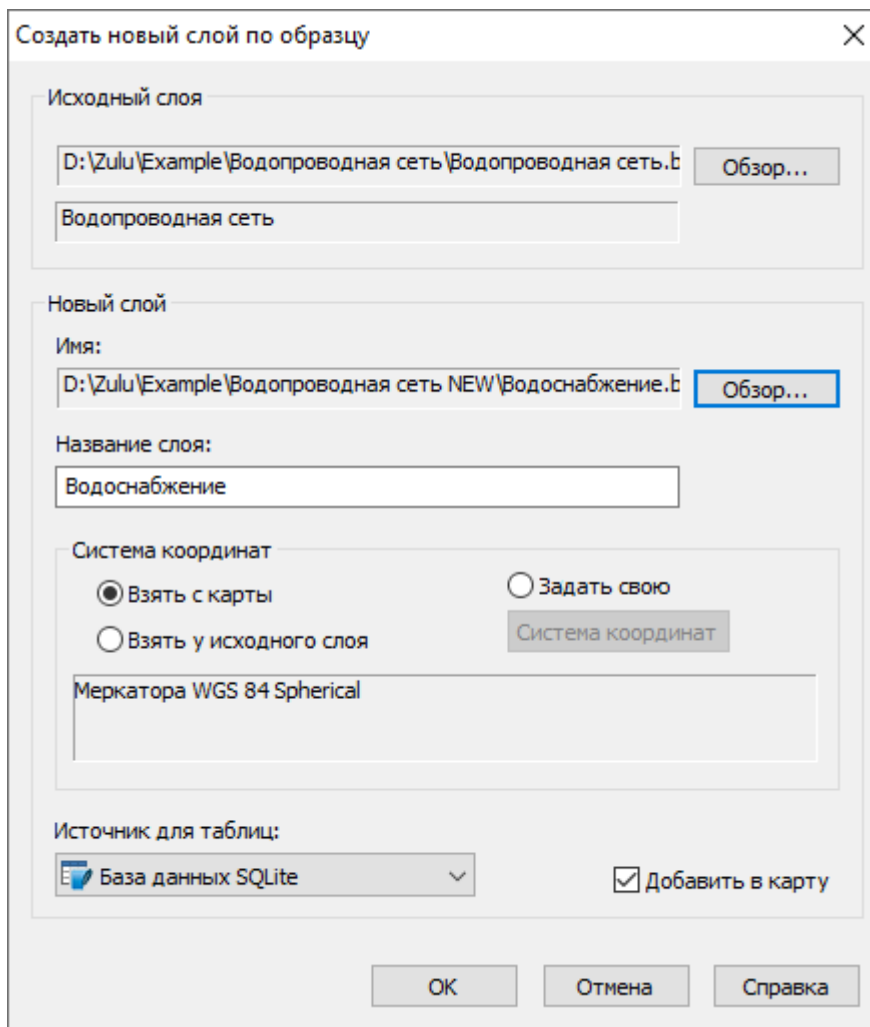 Создать новый слой по образцу
Исходный слоя
D:\Zulu\Example\Водопроводная сеть\Водопроводная сеть.b
Обзор...
Водопроводная сеть
Новый слой
Имя:
D:\Zulu\Example\Водопроводная сеть NEW\Водоснабжение.b
Обзор...
Название слоя:
Водоснабжение
Система координат
Взять с карты
Задать свою
Взять у исходного слоя
Система координат
Меркатора WGS 84 Spherical
Источник для таблиц:
База данных SQLite
Добавить в карту
ОК
Отмена
Справка